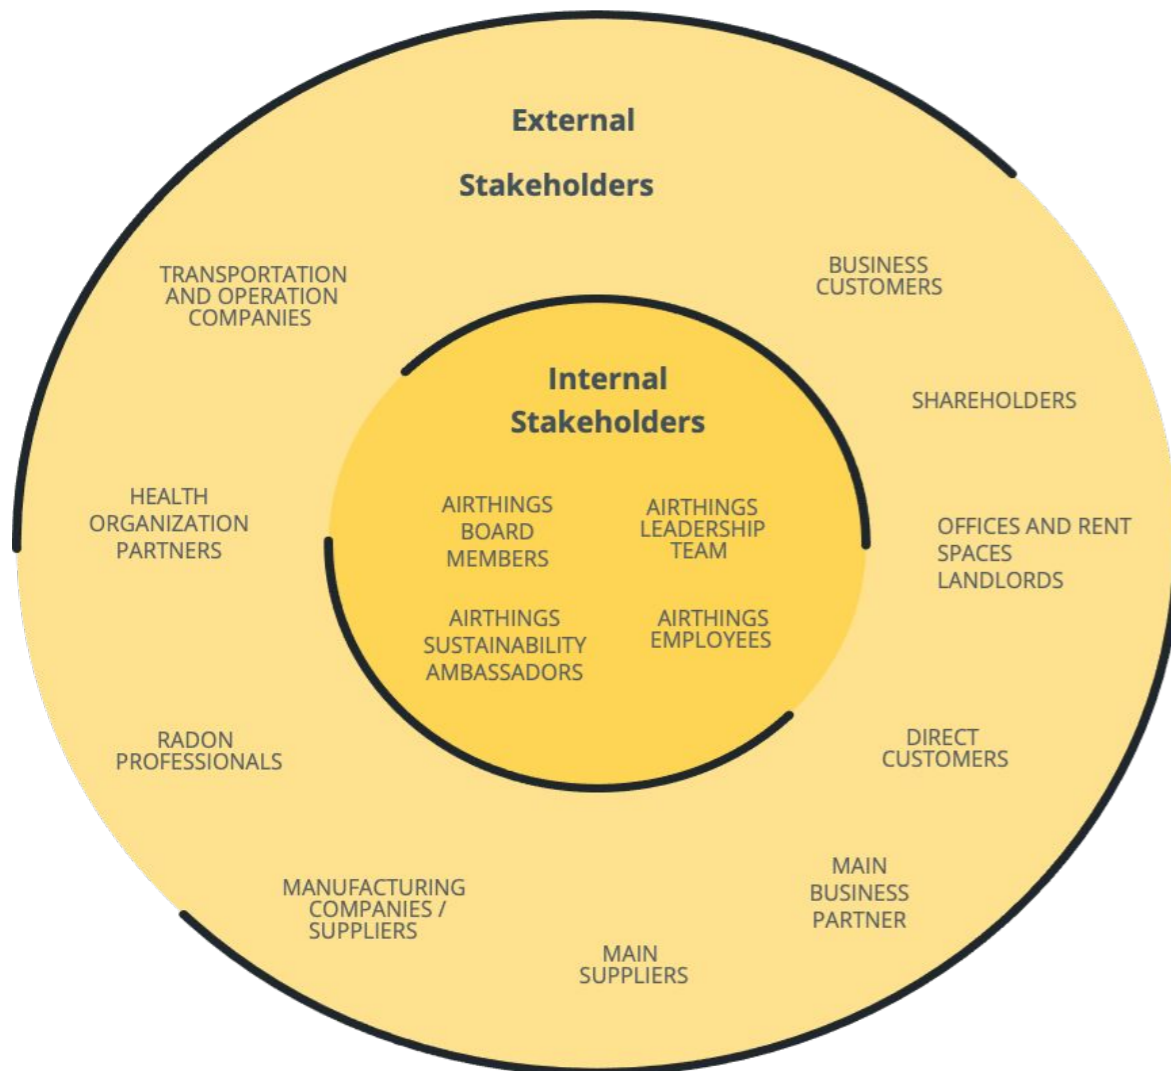 External
Stakeholders
TRANSPORTATION
AND OPERATION
COMPANIES
BUSINESS
CUSTOMERS
Internal
Stakeholders
SHAREHOLDERS
HEALTH
ORGANIZATION
PARTNERS
AIRTHINGS
BOARD
MEMBERS
AIRTHINGS
LEADERSHIP
TEAM
OFFICES AND RENT
SPACES
LANDLORDS
AIRTHINGS
SUSTAINABILITY
AMBASSADORS
AIRTHINGS
EMPLOYEES
RADON
PROFESSIONALS
DIRECT
CUSTOMERS
MANUFACTURING
COMPANIES /
SUPPLIERS
MAIN
BUSINESS
PARTNER
MAIN
SUPPLIERS